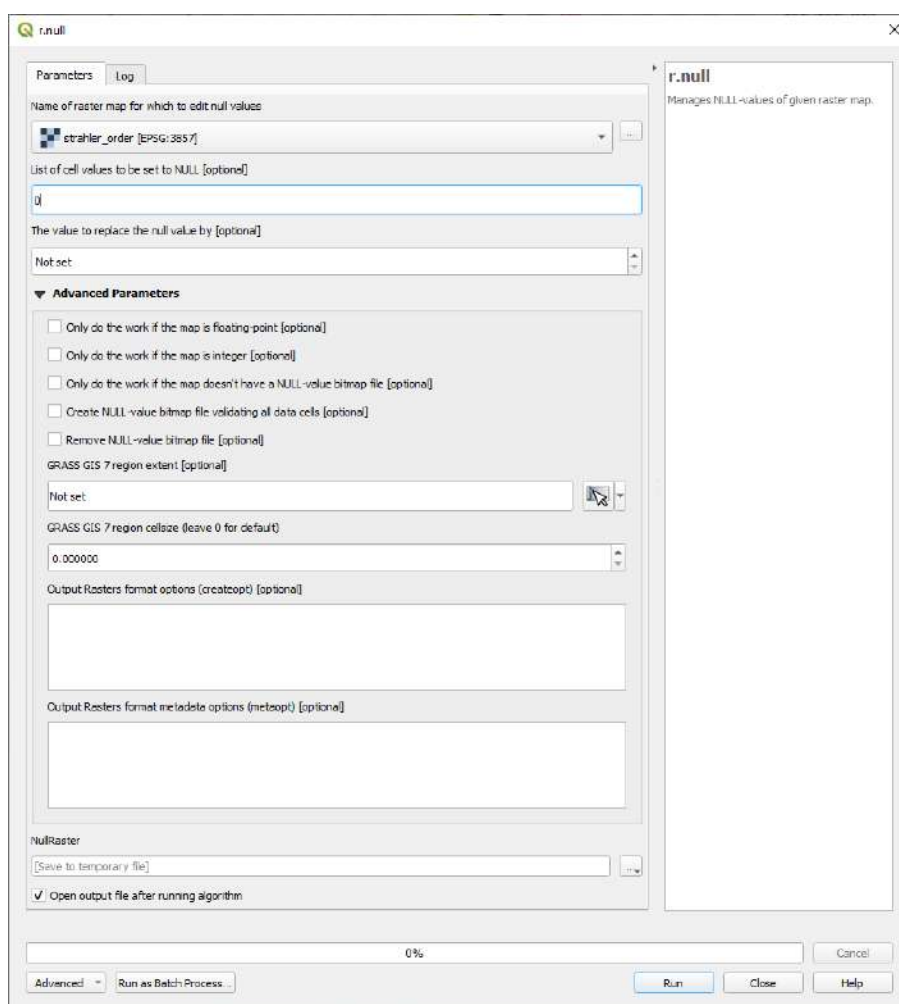 r.null
Parameters
Log
Name of raster map for which to edit null values
strahler_order [EPSG:3857]
...
List of cell values to be set to NULL [optional]
0
The value to replace the null value by [optional]
Not set
Advanced Parameters
Only do the work if the map is floating-point [optional]
Only do the work if the map is integer [optional]
Only do the work if the map doesn't have a NULL-value bitmap file [optional]
Create NULL-value bitmap file validating all data cells [optional]
Remove NULL-value bitmap file [optional]
GRASS GIS 7 region extent [optional]
Not set
GRASS GIS 7 region cellsize (leave 0 for default)
0.000000
Output Rasters format options (createopt) [optional]
Output Rasters format metadata options (metaopt) [optional]
NullRaster
[Save to temporary file]
...
Open output file after running algorithm
r.null
Manages NULL-values of given raster map.
0%
Cancel
Advanced
Run as Batch Process...
Run
Close
Help